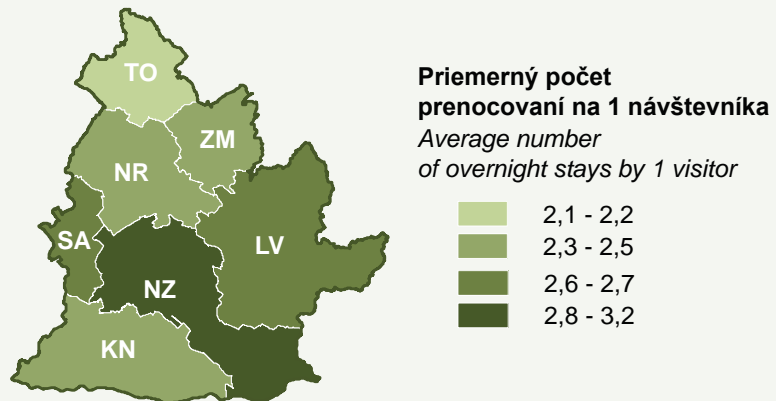 TO
ZM
NR
SA
LV
NZ
KN
Priemerný počet
prenocovaní na 1 návštevníka
Average number
of overnight stays by 1 visitor
2,1 - 2,2
2,3 - 2,5
2,6 - 2,7
2,8 - 3,2